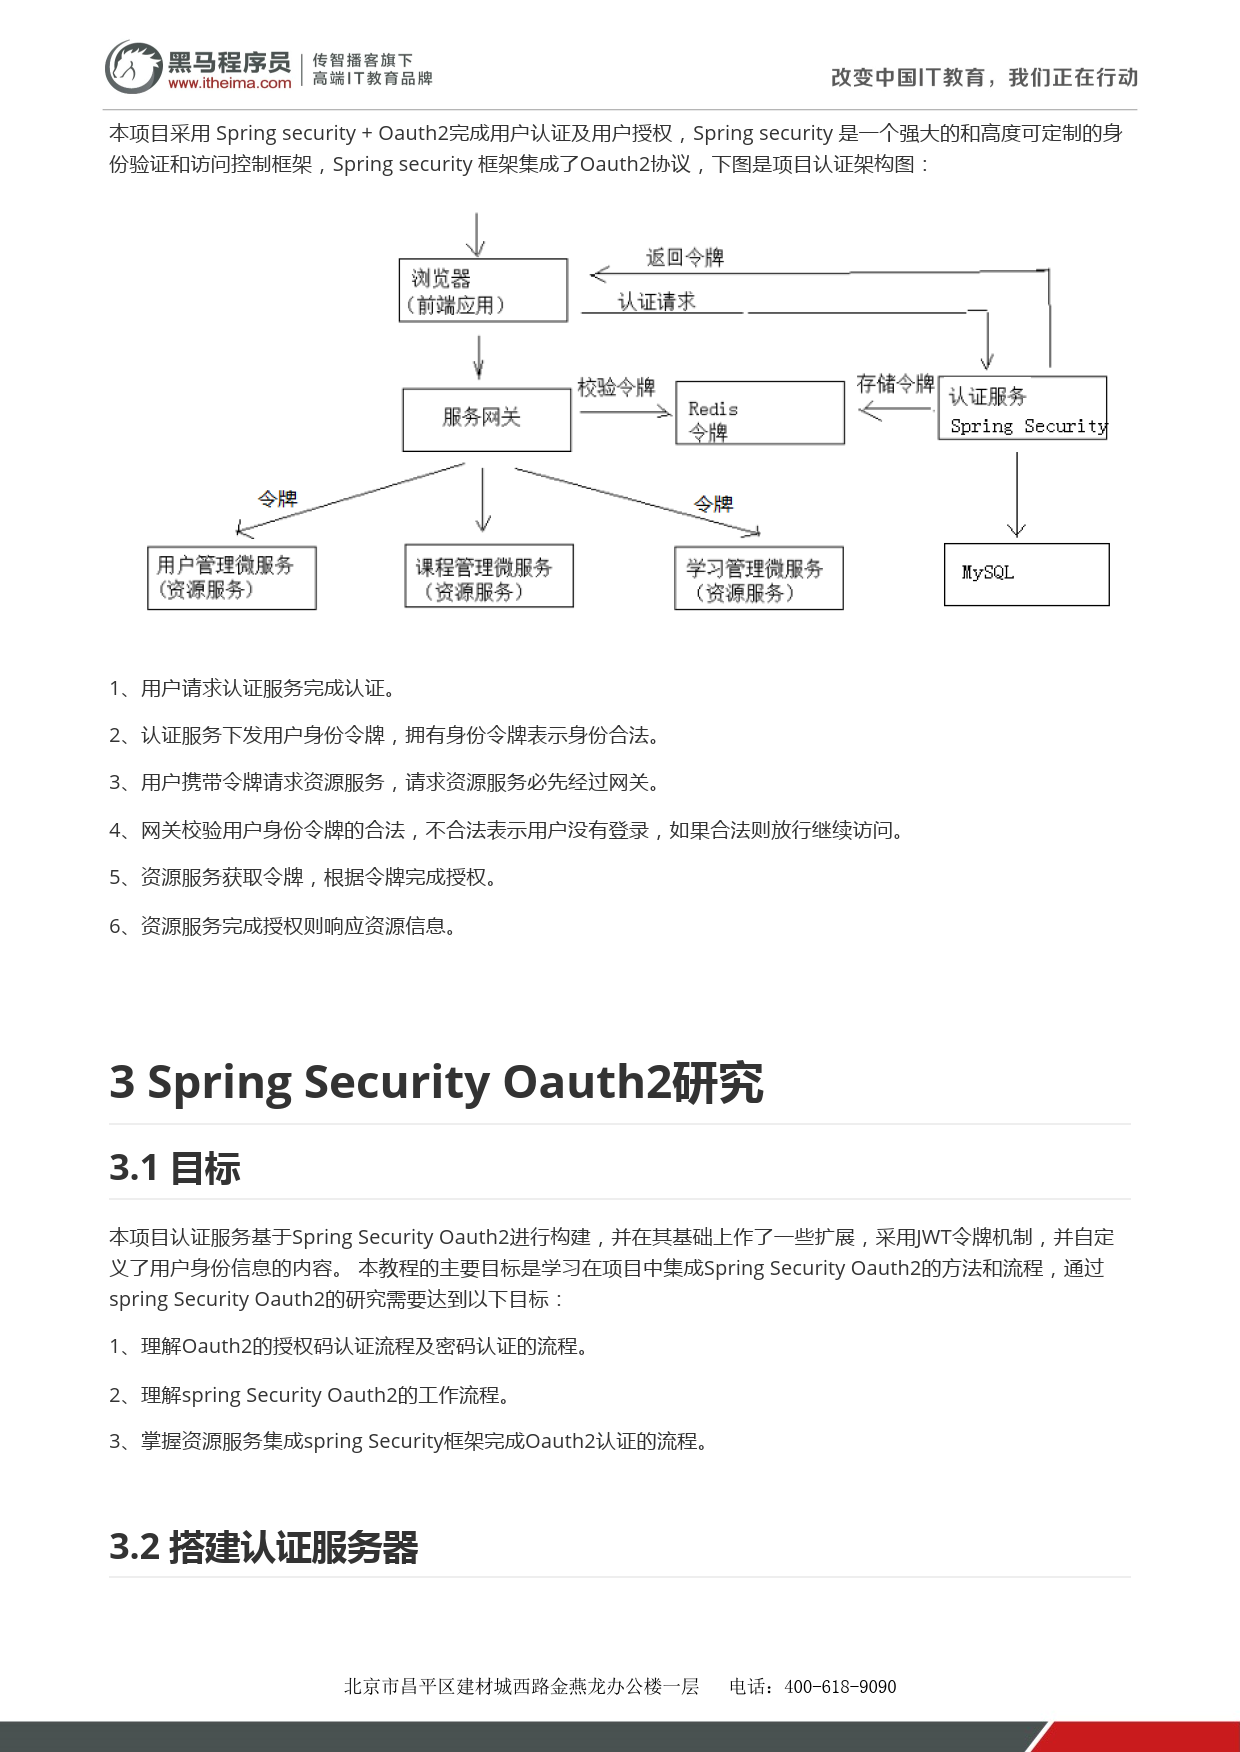 黑马程序员
www.itheima.com
传智播客旗下
高端IT教育品牌
改变中国IT教育，我们正在行动
本项目采用 Spring security + Oauth2完成用户认证及用户授权，Spring security 是一个强大的和高度可定制的身
份验证和访问控制框架，Spring security 框架集成了Oauth2协议，下图是项目认证架构图：
返回令牌
浏览器
（前端应用）
认证请求
校验令牌
存储令牌
服务网关
Redis
令牌
认证服务
Spring Security
令牌
令牌
用户管理微服务
(资源服务)
课程管理微服务
（资源服务）
学习管理微服务
（资源服务）
MySQL
1、用户请求认证服务完成认证。
2、认证服务下发用户身份令牌，拥有身份令牌表示身份合法。
3、用户携带令牌请求资源服务，请求资源服务必先经过网关。
4、网关校验用户身份令牌的合法，不合法表示用户没有登录，如果合法则放行继续访问。
5、资源服务获取令牌，根据令牌完成授权。
6、资源服务完成授权则响应资源信息。
3 Spring Security Oauth2研究
3.1 目标
本项目认证服务基于Spring Security Oauth2进行构建，并在其基础上作了一些扩展，采用JWT令牌机制，并自定
义了用户身份信息的内容。 本教程的主要目标是学习在项目中集成Spring Security Oauth2的方法和流程，通过
spring Security Oauth2的研究需要达到以下目标：
1、理解Oauth2的授权码认证流程及密码认证的流程。
2、理解spring Security Oauth2的工作流程。
3、掌握资源服务集成spring Security框架完成Oauth2认证的流程。
3.2 搭建认证服务器
北京市昌平区建材城西路金燕龙办公楼一层 电话：400-618-9090